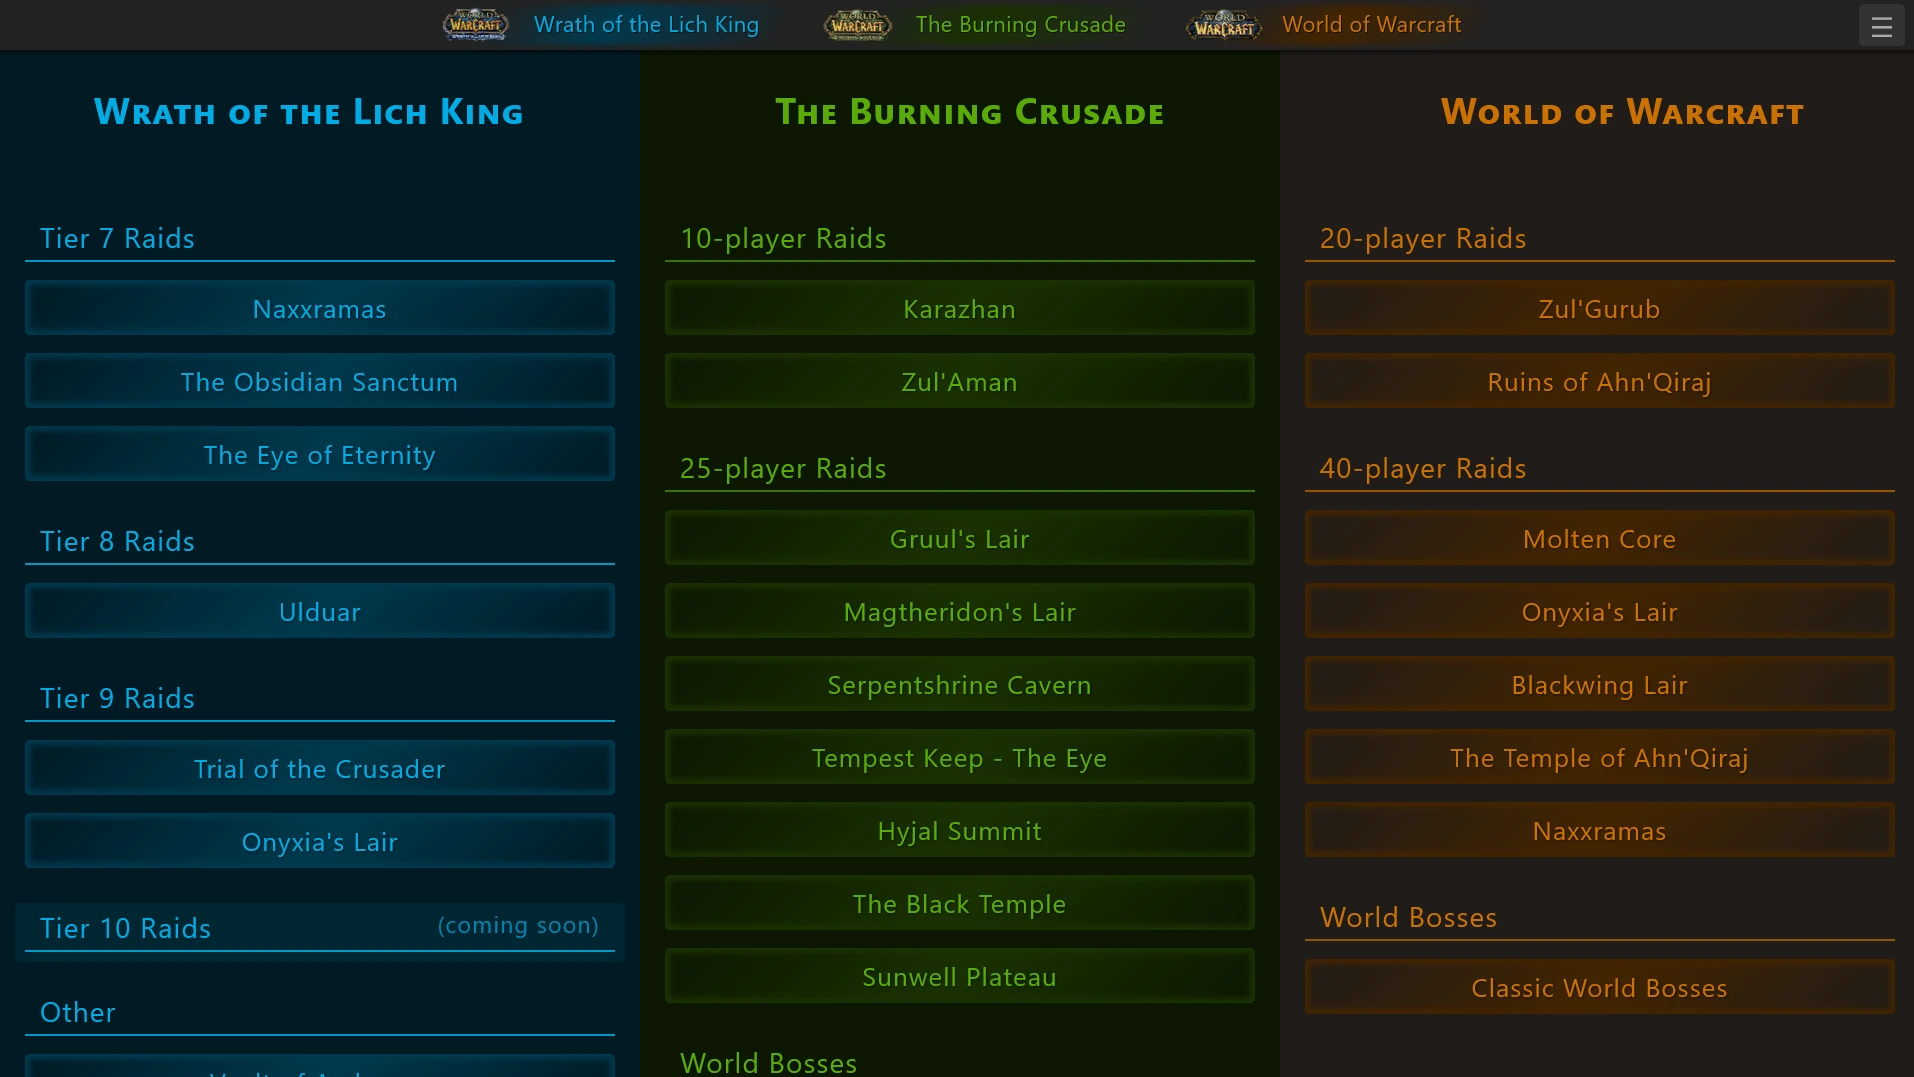 Wrath of the Lich King
The Burning Crusade
World of Warcraft
Wrath of the Lich King
Tier 7 Raids
Naxxramas
The Obsidian Sanctum
The Eye of Eternity
Tier 8 Raids
Ulduar
Tier 9 Raids
Trial of the Crusader
Onyxia's Lair
Tier 10 Raids (coming soon)
Other
The Burning Crusade
10-player Raids
Karazhan
Zul'Aman
25-player Raids
Gruul's Lair
Magtheridon's Lair
Serpentshrine Cavern
Tempest Keep - The Eye
Hyjal Summit
The Black Temple
Sunwell Plateau
World Bosses
World of Warcraft
20-player Raids
Zul'Gurub
Ruins of Ahn'Qiraj
40-player Raids
Molten Core
Onyxia's Lair
Blackwing Lair
The Temple of Ahn'Qiraj
Naxxramas
World Bosses
Classic World Bosses